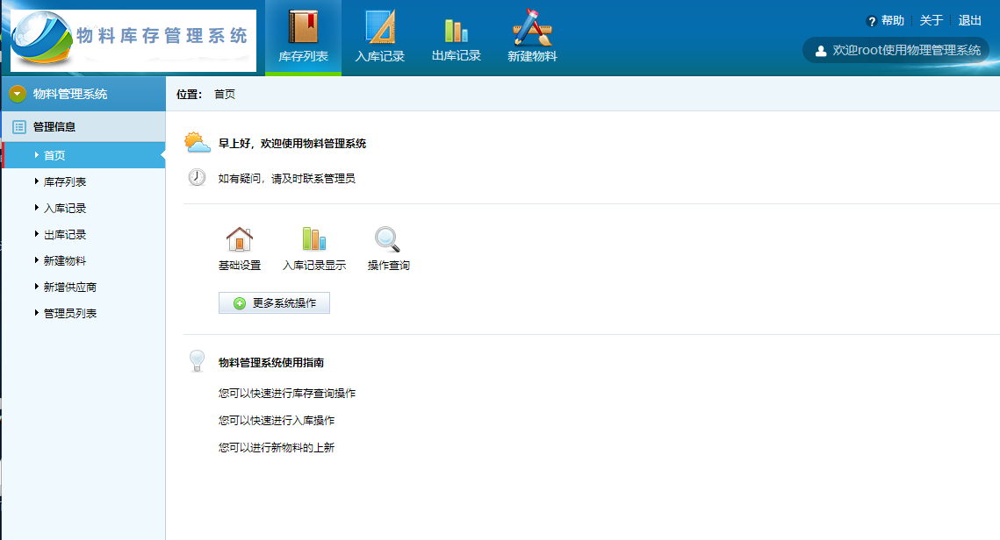 物料库存管理系统
库存列表
入库记录
出库记录
新建物料
帮助
关于
退出
欢迎root使用物理管理系统
物料管理系统
位置： 首页
管理信息
首页
库存列表
入库记录
出库记录
新建物料
新增供应商
管理员列表
早上好，欢迎使用物料管理系统
如有疑问，请及时联系管理员
基础设置
入库记录显示
操作查询
更多系统操作
物料管理系统使用指南
您可以快速进行库存查询操作
您可以快速进行入库操作
您可以进行新物料的上新